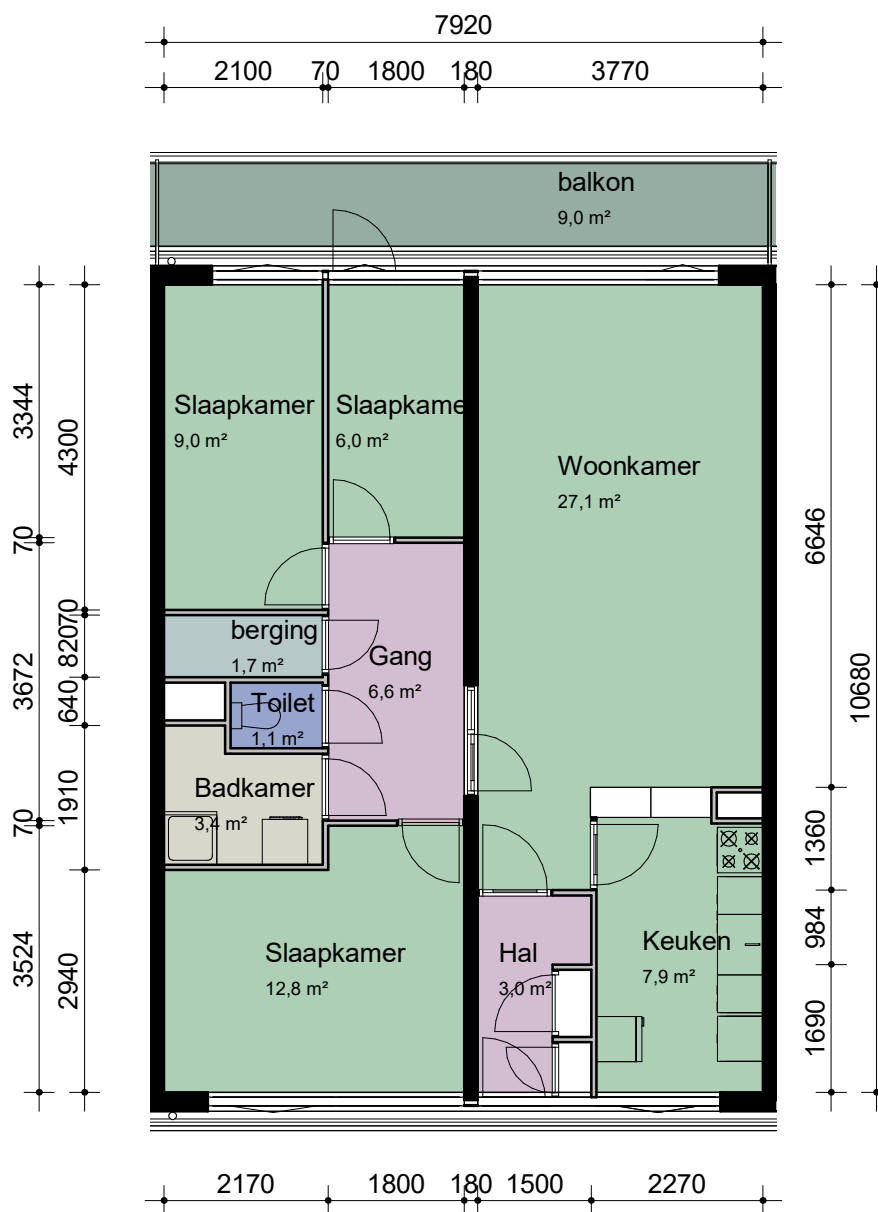 7920
2100 70 1800 180 3770
balkon
9,0 m²
Slaapkamer
9,0 m²
Slaapkame
6,0 m²
Woonkamer
27,1 m²
berging
1,7 m²
Gang
6,6 m²
Toilet
1,1 m²
Badkamer
3,4 m²
Slaapkamer
12,8 m²
Hal
3,0 m²
Keuken
7,9 m²
3344
70
3672
70
3524
4300
70
820
640
1910
2940
6646
1360
984
1690
10680
2170 1800 180 1500 2270